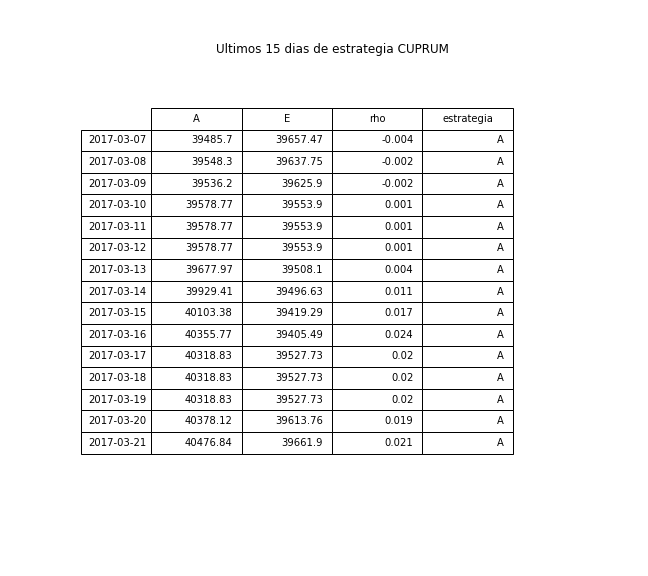 Ultimos 15 dias de estrategia CUPRUM
A E rho estrategia
2017-03-07 39485.7 39657.47 -0.004 A
2017-03-08 39548.3 39637.75 -0.002 A
2017-03-09 39536.2 39625.9 -0.002 A
2017-03-10 39578.77 39553.9 0.001 A
2017-03-11 39578.77 39553.9 0.001 A
2017-03-12 39578.77 39553.9 0.001 A
2017-03-13 39677.97 39508.1 0.004 A
2017-03-14 39929.41 39496.63 0.011 A
2017-03-15 40103.38 39419.29 0.017 A
2017-03-16 40355.77 39405.49 0.024 A
2017-03-17 40318.83 39527.73 0.02 A
2017-03-18 40318.83 39527.73 0.02 A
2017-03-19 40318.83 39527.73 0.02 A
2017-03-20 40378.12 39613.76 0.019 A
2017-03-21 40476.84 39661.9 0.021 A